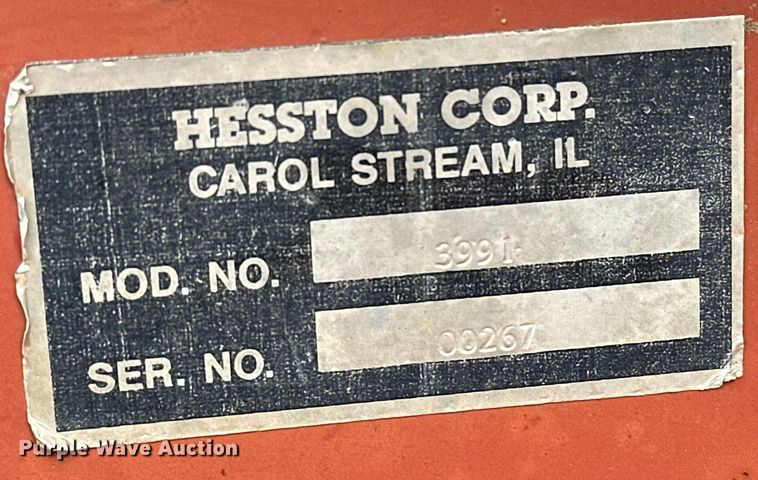 HESSTON CORP.
CAROL STREAM, IL
MOD. NO. 3991
SER. NO. 00267
Purple Wave Auction